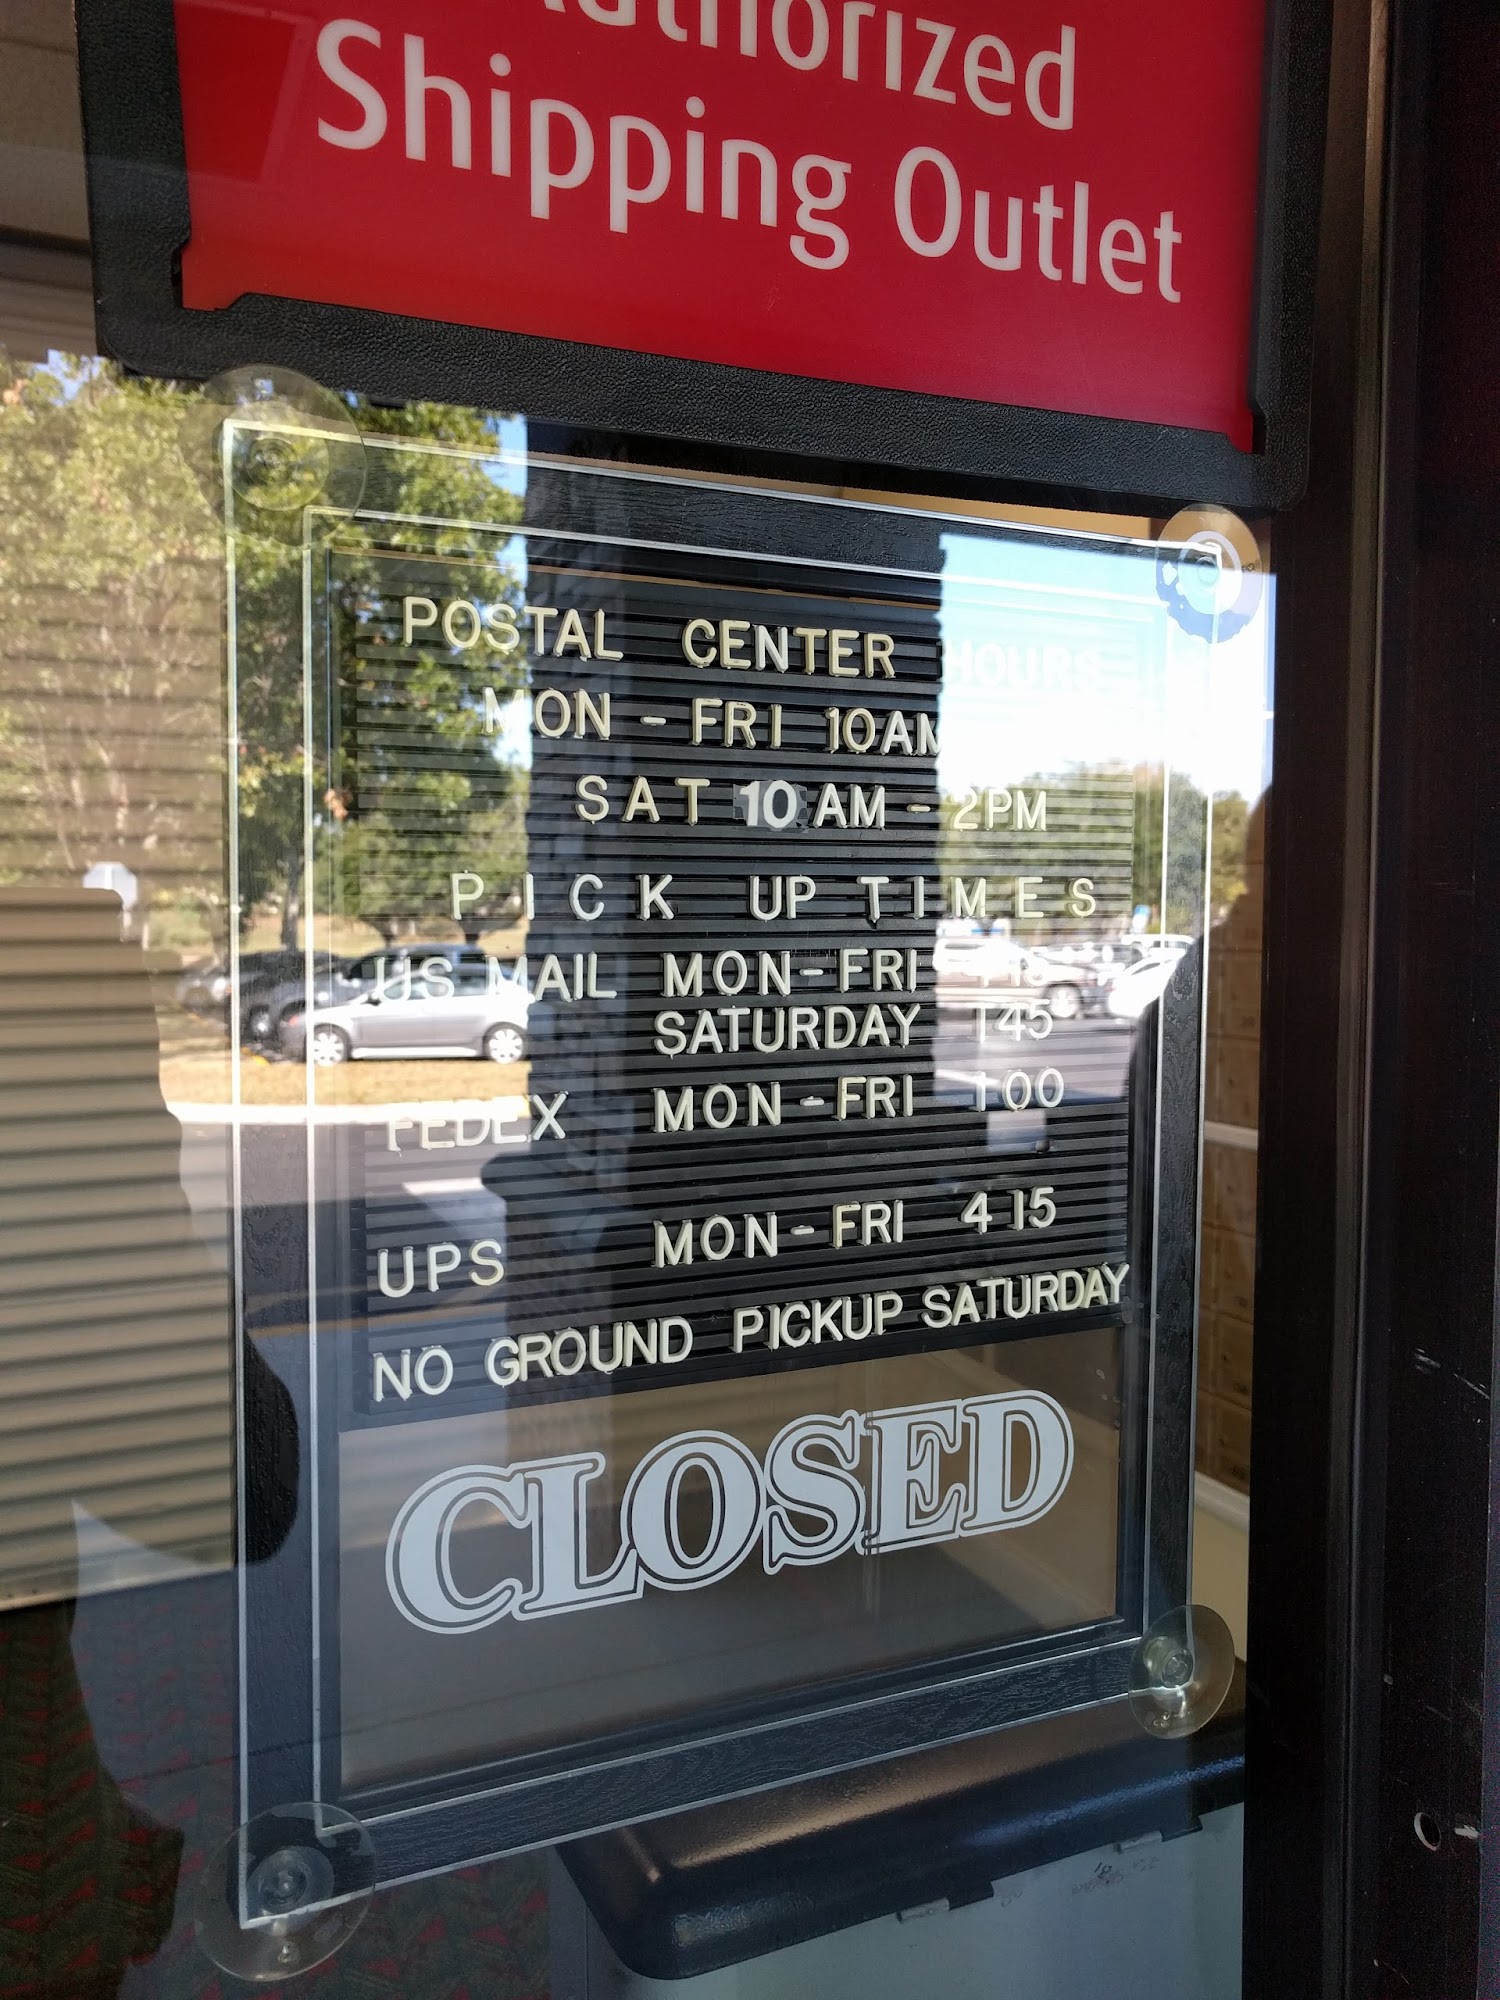 Authorized
Shipping Outlet
POSTAL CENTER HOURS
MON - FRI 10AM
SAT 10 AM - 2PM
PICK UP TIMES
US MAIL MON-FRI
SATURDAY 145
FEDEX MON-FRI 100
UPS MON-FRI 415
NO GROUND PICKUP SATURDAY
CLOSED